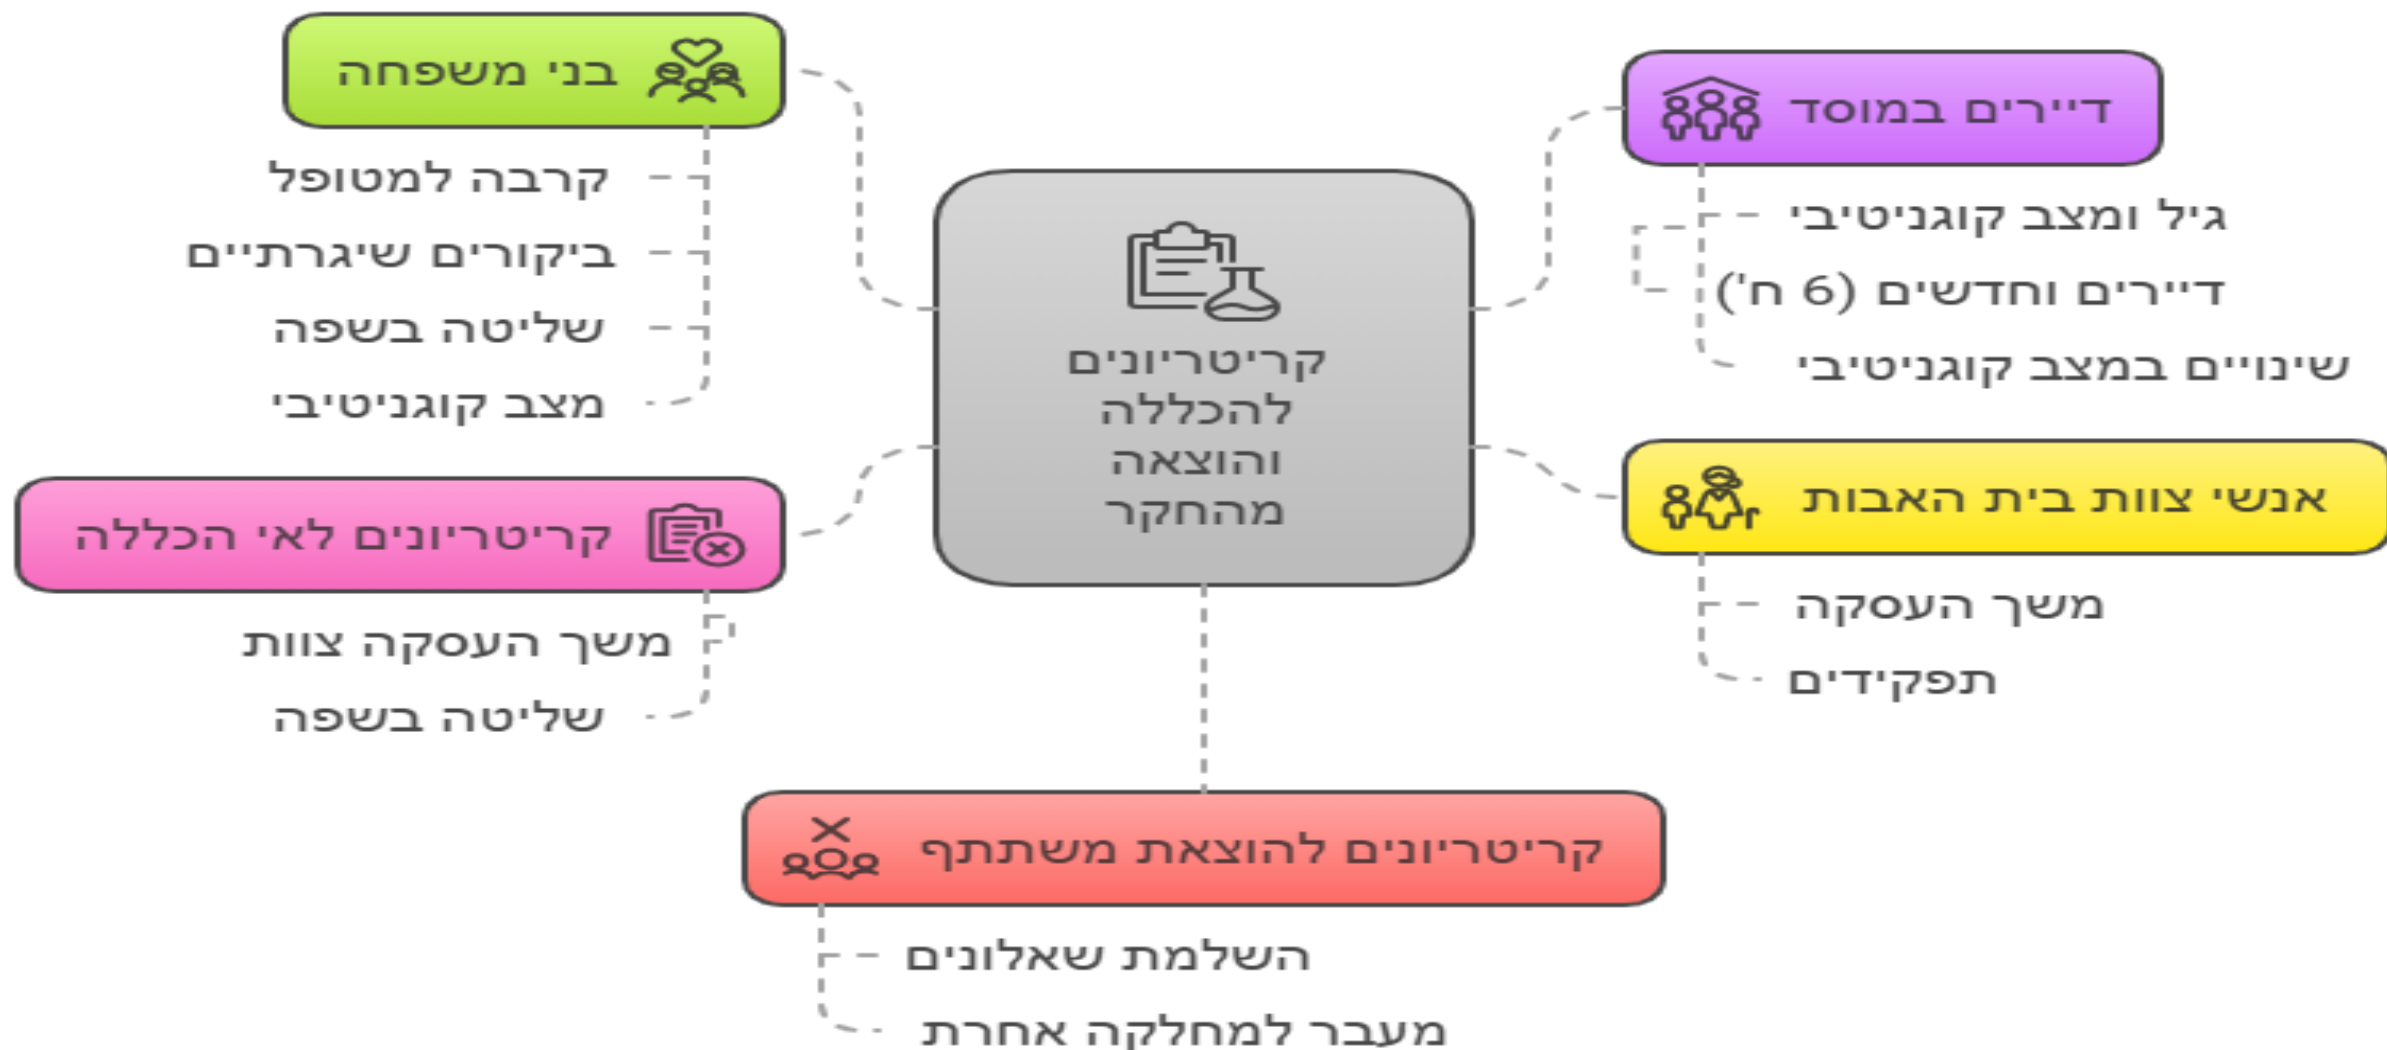 דיירים במוסד
גיל ומצב קוגניטיבי
דיירים וחדשים (6 ח')
שינויים במצב קוגניטיבי
אנשי צוות בית האבות
משך העסקה
תפקידים
קריטריונים
להכללה
והוצאה
מהחקר
בני משפחה
קרבה למטופל
ביקורים שיגרתיים
שליטה בשפה
מצב קוגניטיבי
קריטריונים לאי הכללה
משך העסקה צוות
שליטה בשפה
קריטריונים להוצאת משתתף
השלמת שאלונים
מעבר למחלקה אחרת